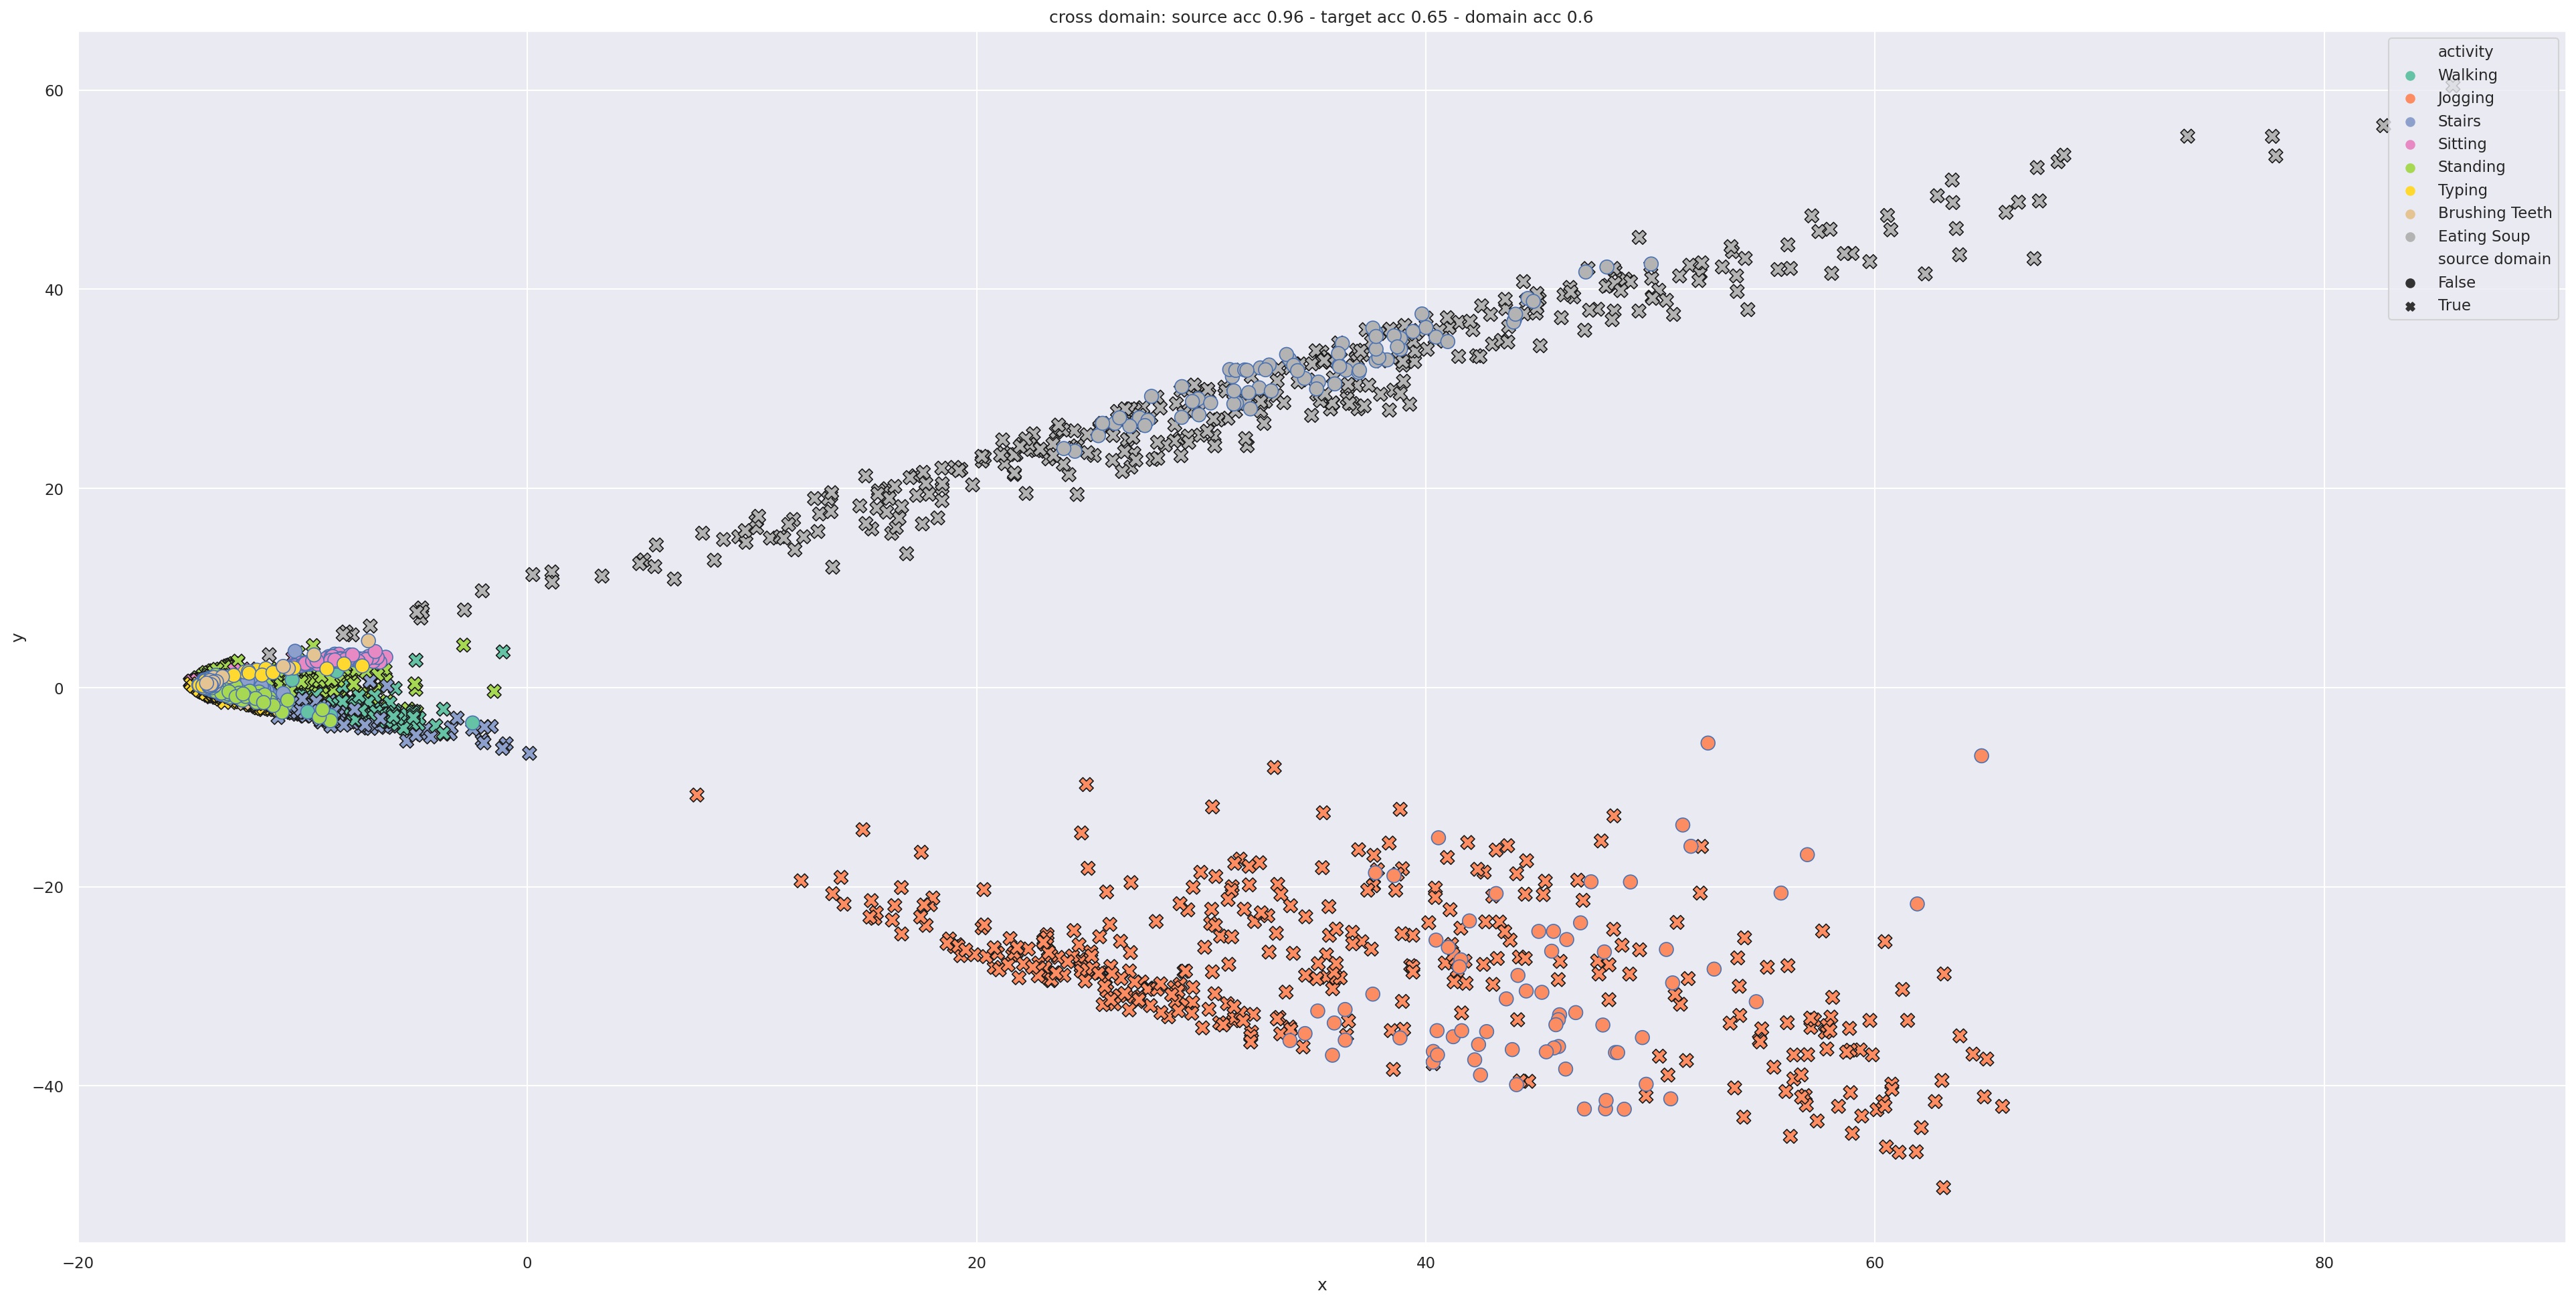 cross domain: source acc 0.96 - target acc 0.65 - domain acc 0.6
activity
Walking
Jogging
Stairs
Sitting
Standing
Typing
Brushing Teeth
Eating Soup
source domain
False
True
60
40
20
0
−20
−40
y
−20 0 20 40 60 80
x